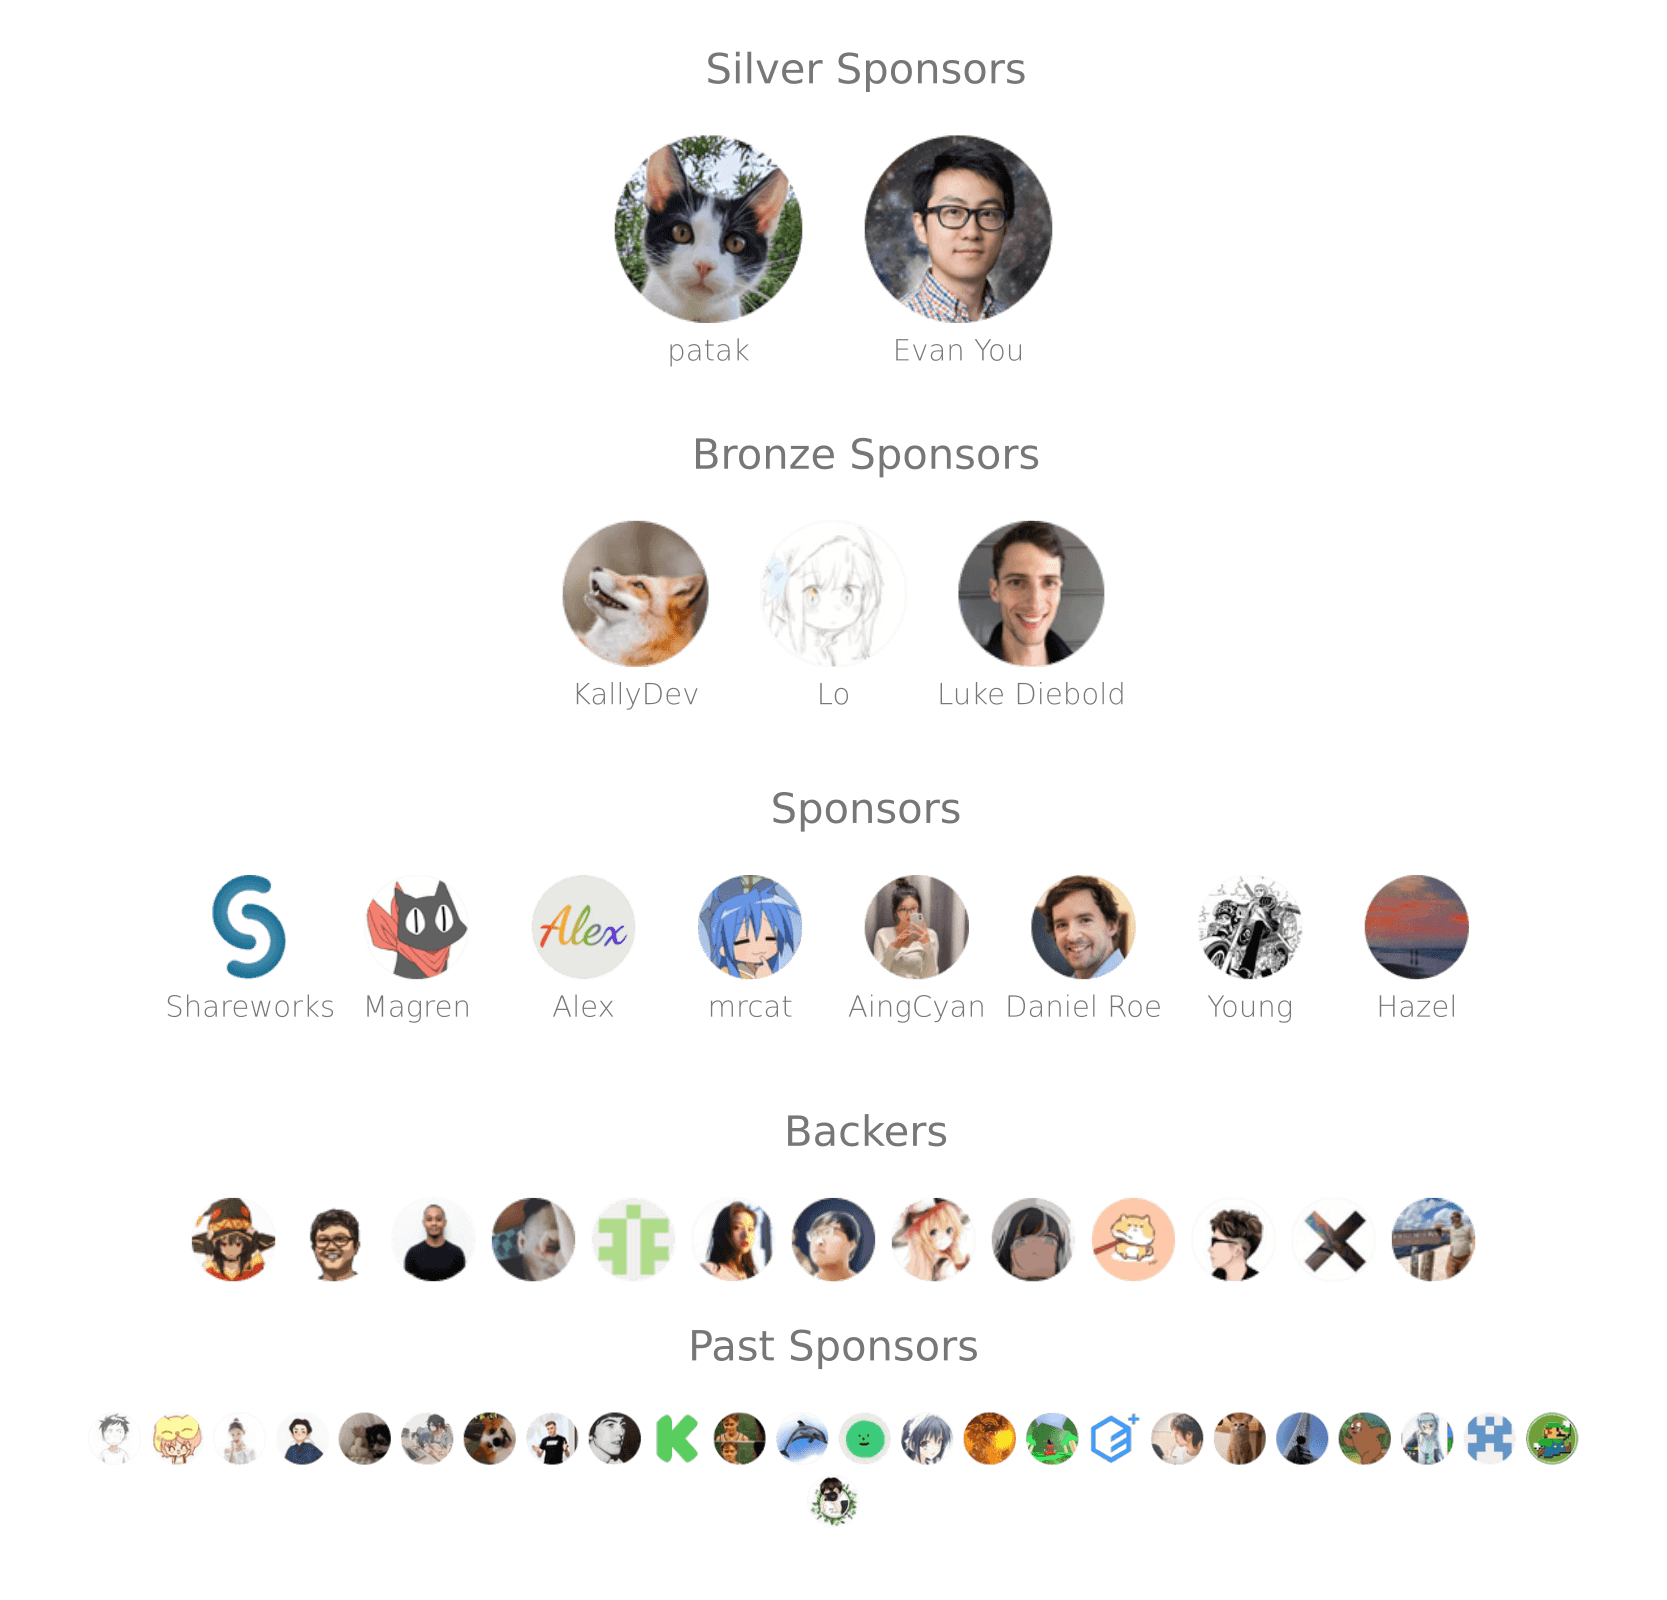 Silver Sponsors
patak Evan You
Bronze Sponsors
KallyDev Lo Luke Diebold
Sponsors
Alex
Shareworks Magren Alex mrcat AingCyan Daniel Roe Young Hazel
Backers
Past Sponsors